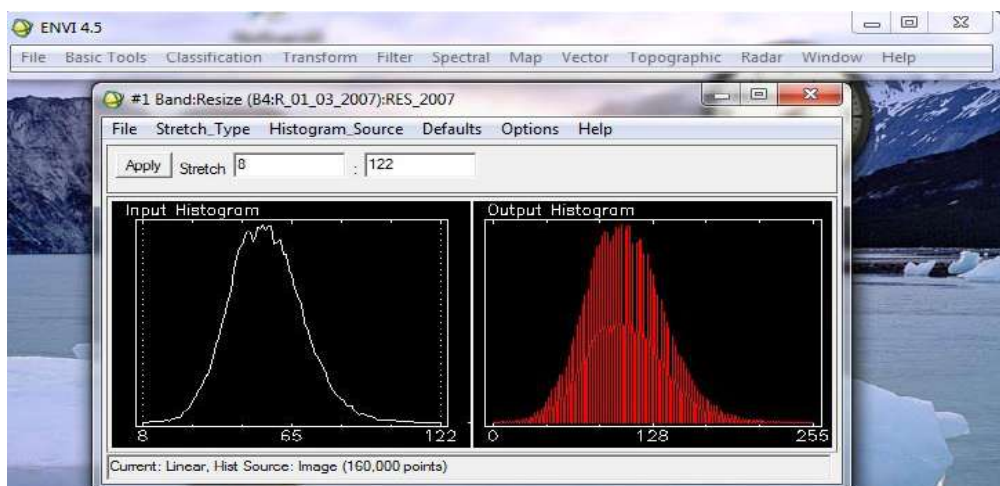 ENVI 4.5
File Basic Tools Classification Transform Filter Spectral Map Vector Topographic Radar Window Help
#1 Band:Resize (B4:R_01_03_2007):RES_2007
File Stretch_Type Histogram_Source Defaults Options Help
Apply Stretch 8 : 122
Input Histogram Output Histogram
8 65 122 0 128 255
Current: Linear, Hist Source: Image (160,000 points)